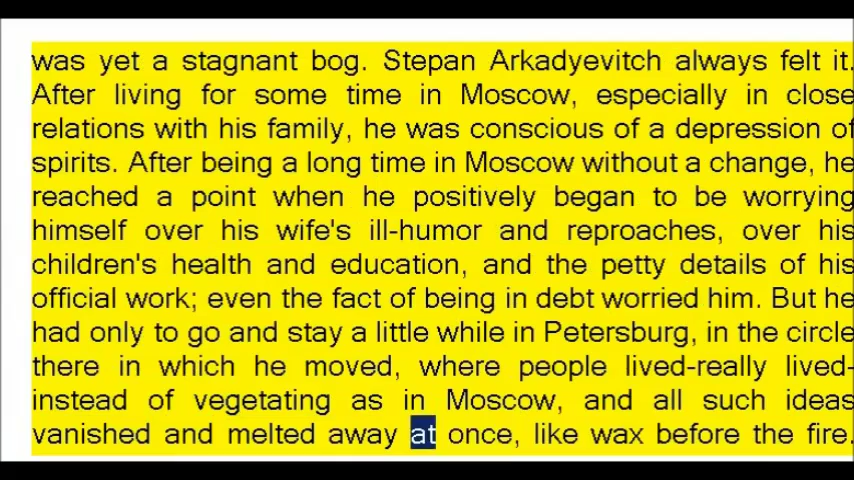 was yet a stagnant bog. Stepan Arkadyevitch always felt it.
After living for some time in Moscow, especially in close
relations with his family, he was conscious of a depression of
spirits. After being a long time in Moscow without a change, he
reached a point when he positively began to be worrying
himself over his wife's ill-humor and reproaches, over his
children's health and education, and the petty details of his
official work; even the fact of being in debt worried him. But he
had only to go and stay a little while in Petersburg, in the circle
there in which he moved, where people lived-really lived-
instead of vegetating as in Moscow, and all such ideas
vanished and melted away at once, like wax before the fire.